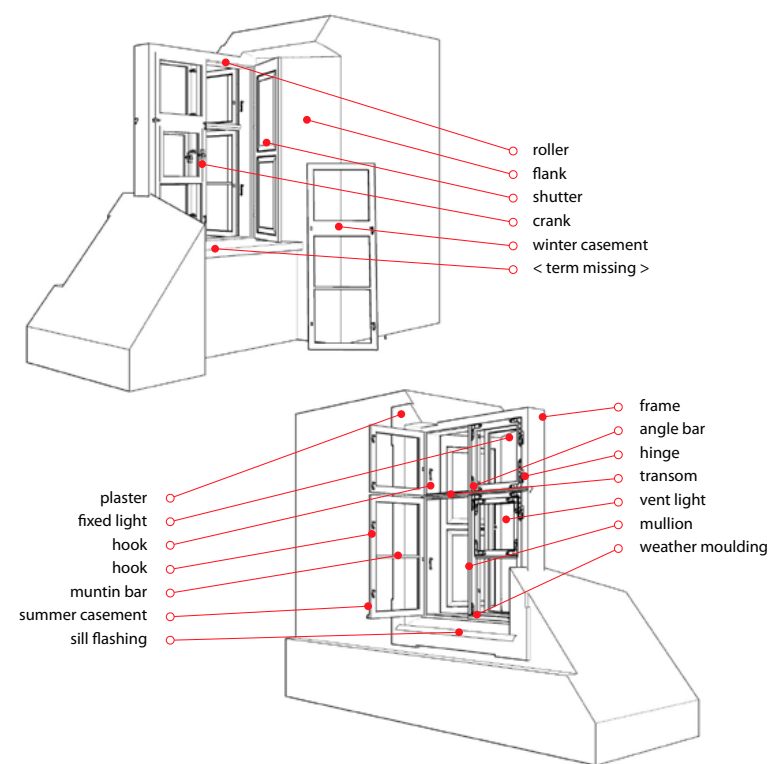 roller
flank
shutter
crank
winter casement
< term missing >
frame
angle bar
hinge
transom
vent light
mullion
weather moulding
plaster
fixed light
hook
hook
muntin bar
summer casement
sill flashing